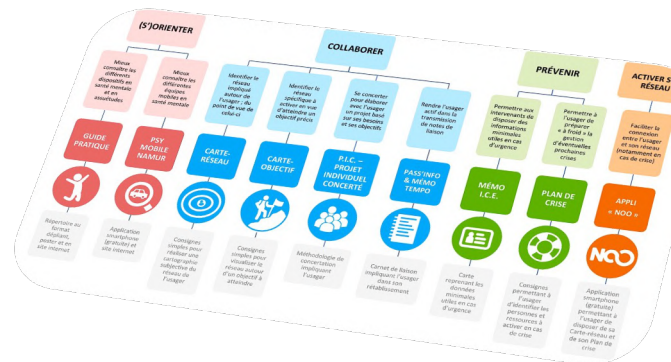 (S')ORIENTER
Mieux
connaître les
différents
dispositifs en
santé mentale
et en
assuétudes
Mieux
connaître les
différentes
équipes
mobiles en
santé mentale
GUIDE
PRATIQUE
PSY
MOBILE
NAMUR
Répertoire au
format
dépliant,
poster et en
site internet
Application
smartphone
(gratuite) et
site internet
COLLABORER
Identifier le
réseau
impliqué
autour de
l'usager ; du
point de vue
de celui-ci
Identifier le
réseau
spécifique à
activer en vue
d'atteindre un
objectif précis
Se concerter
pour élaborer
avec l'usager
un projet basé
sur ses besoins
et ses objectifs
Rendre l'usager
actif dans la
transmission
de notes de
liaison
CARTE-
RÉSEAU
CARTE-
OBJECTIF
P.I.C. –
PROJET
INDIVIDUEL
CONCERTÉ
PASS'INFO
& MÉMO
TEMPO
Consignes
simples pour
réaliser une
cartographie
subjective du
réseau de
l'usager
Consignes
simples pour
visualiser le
réseau autour
d'un objectif à
atteindre
Méthodologie de
concertation
impliquant
l'usager
Carnet de liaison
impliquant l'usager
dans son
rétablissement
PRÉVENIR
Permettre aux
intervenants de
disposer des
informations
minimales
utiles en cas
d'urgence
Permettre à
l'usager de
préparer
« à froid » la
gestion
d'éventuelles
prochaines
crises
MÉMO
I.C.E.
PLAN DE
CRISE
Carte
reprenant les
données
minimales
utiles en cas
d'urgence
Consignes
permettant à
l'usager
d'identifier les
personnes et
ressources à
activer en cas
de crise
ACTIVER S
RÉSEAU
Faciliter la
connexion
entre l'usager
et son réseau
(notamment en
cas de crise)
APPLI
« NOO »
NOO
Application
smartphone
(gratuite)
permettant à
l'usager de
disposer de sa
Carte-réseau et
de son Plan de
crise